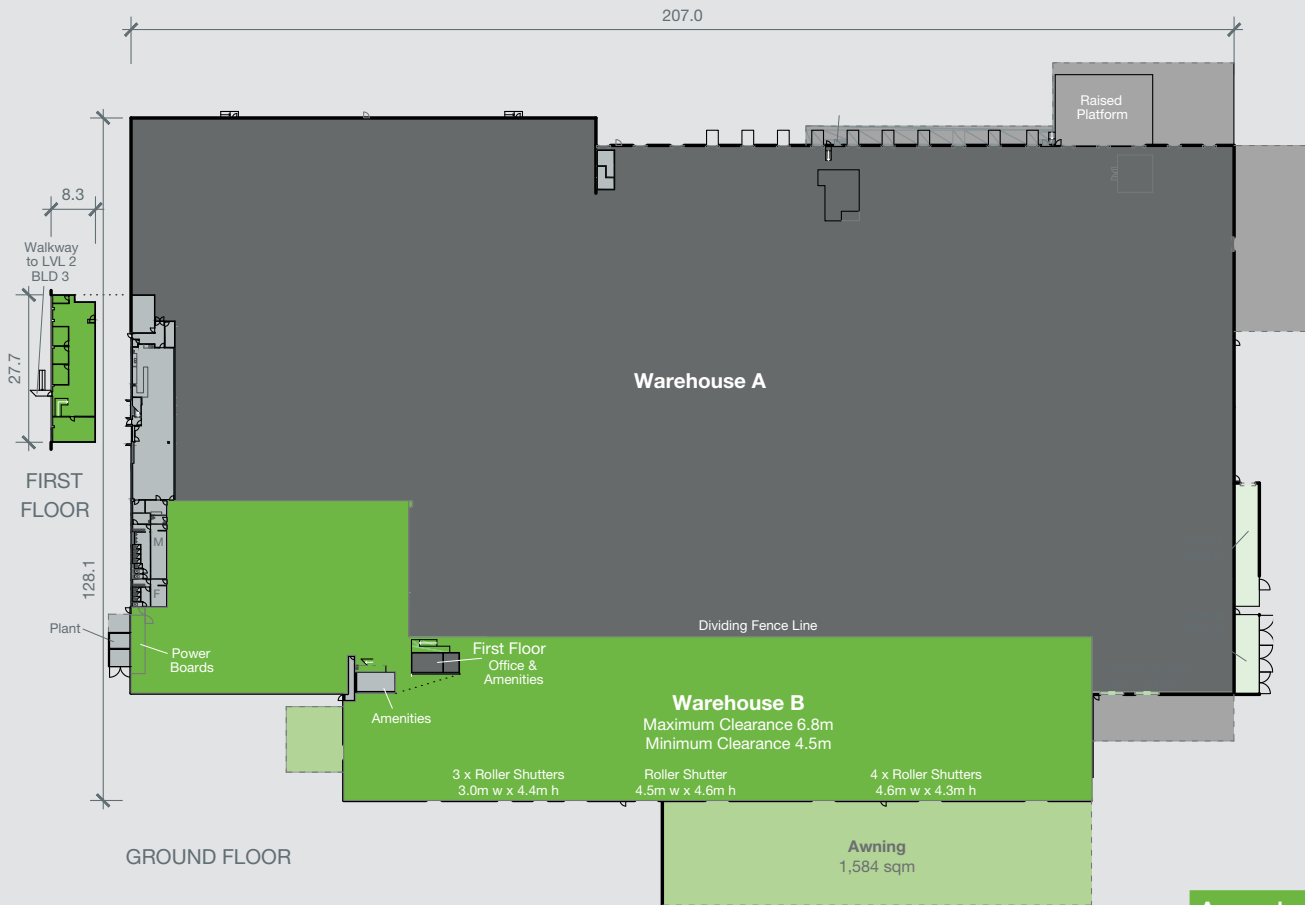 207.0
Raised
Platform
8.3
Walkway
to LVL 2
BLD 3
27.7
Warehouse A
FIRST
FLOOR
M
128.1
F
Plant
Power
Boards
Dividing Fence Line
First Floor
Office &
Amenities
Amenities
Warehouse B
Maximum Clearance 6.8m
Minimum Clearance 4.5m
3 x Roller Shutters
3.0m w x 4.4m h
Roller Shutter
4.5m w x 4.6m h
4 x Roller Shutters
4.6m w x 4.3m h
GROUND FLOOR
Awning
1,584 sqm